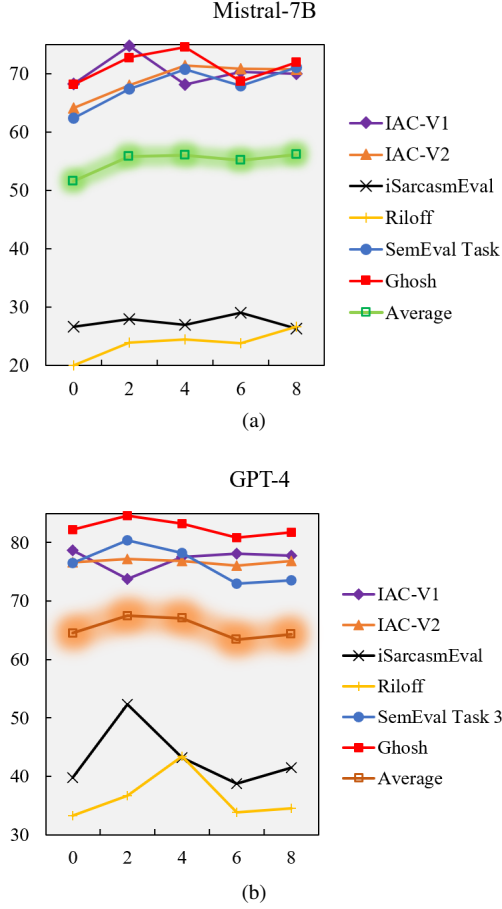 Mistral-7B
70
60
50
40
30
20
0 2 4 6 8
IAC-V1
IAC-V2
iSarcasmEval
Riloff
SemEval Task
Ghosh
Average
(a)
GPT-4
80
70
60
50
40
30
0 2 4 6 8
IAC-V1
IAC-V2
iSarcasmEval
Riloff
SemEval Task 3
Ghosh
Average
(b)